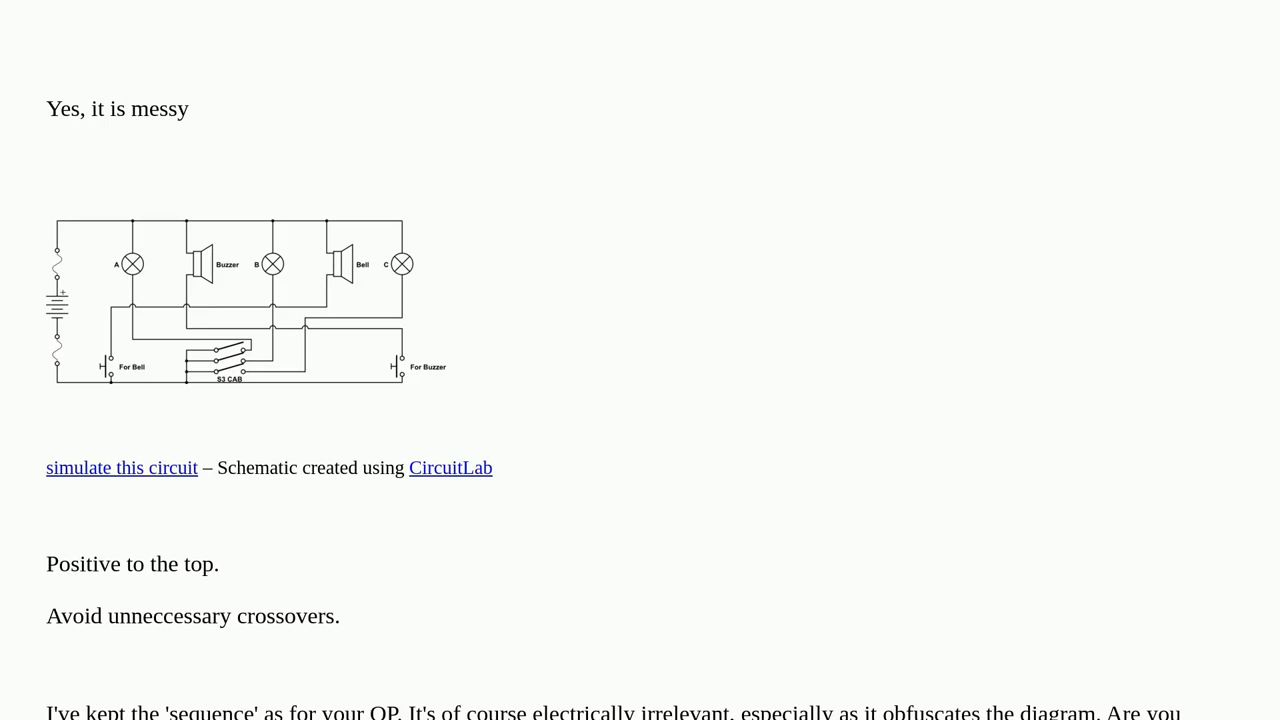 Yes, it is messy
A
Buzzer
B
Bell
C
+
For Bell
For Buzzer
S3 CAB
simulate this circuit – Schematic created using CircuitLab
Positive to the top.
Avoid unneccessary crossovers.
I've kept the 'sequence' as for your OP. It's of course electrically irrelevant, especially as it obfuscates the diagram. Are you